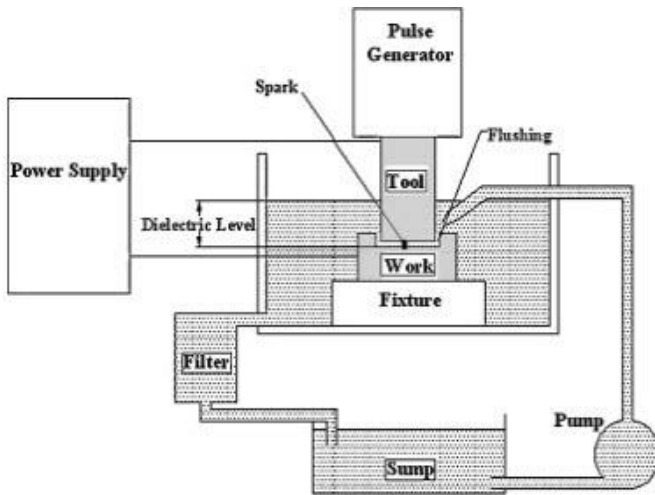 Pulse
Generator
Spark
Flushing
Power Supply
Tool
Dielectric Level
Work
Fixture
Filter
Pump
Sump